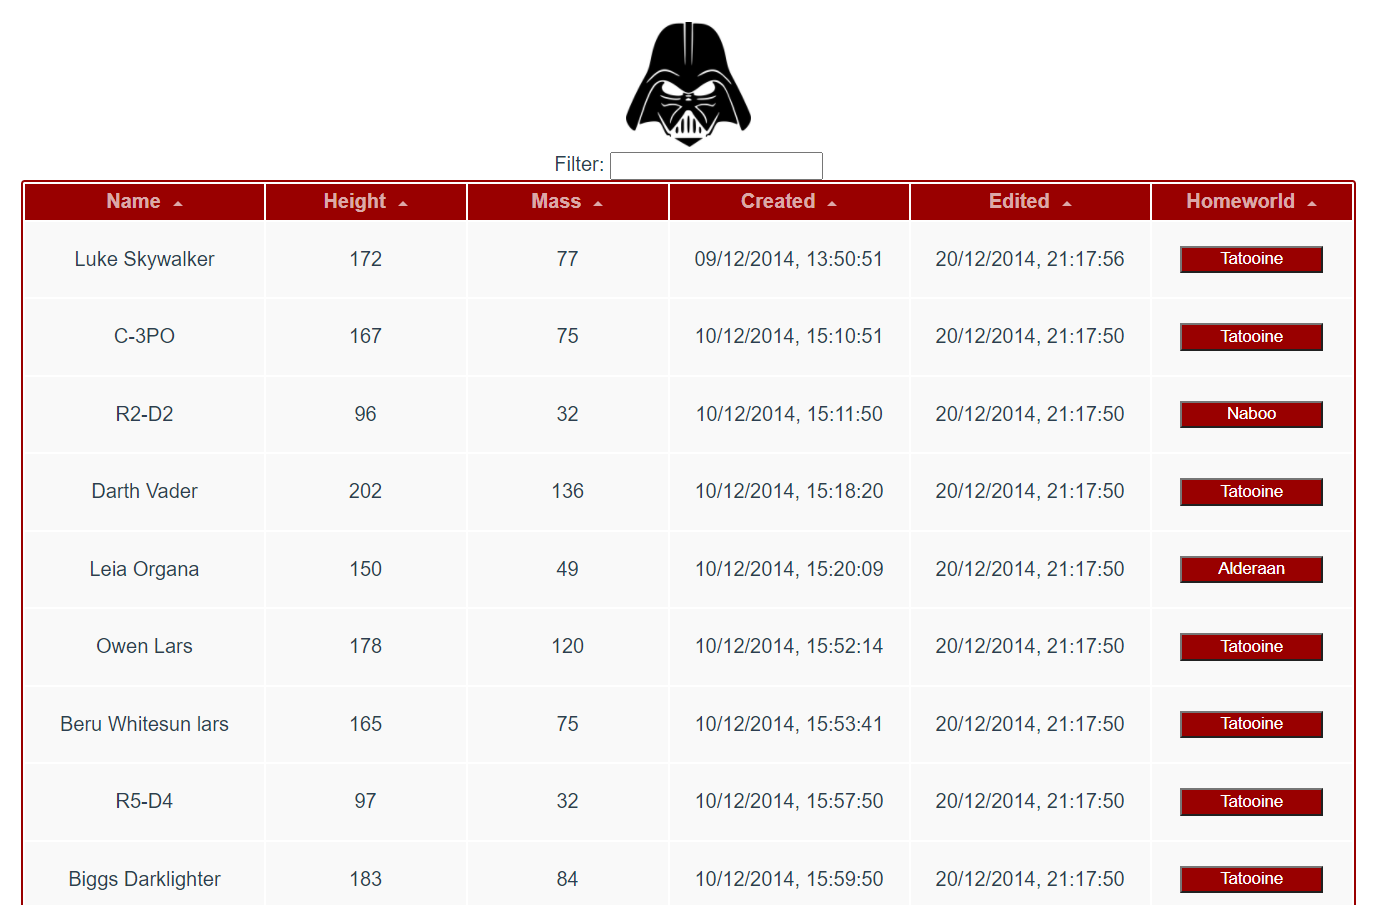 Filter:
Name Height Mass Created Edited Homeworld
Luke Skywalker 172 77 09/12/2014, 13:50:51 20/12/2014, 21:17:56 Tatooine
C-3PO 167 75 10/12/2014, 15:10:51 20/12/2014, 21:17:50 Tatooine
R2-D2 96 32 10/12/2014, 15:11:50 20/12/2014, 21:17:50 Naboo
Darth Vader 202 136 10/12/2014, 15:18:20 20/12/2014, 21:17:50 Tatooine
Leia Organa 150 49 10/12/2014, 15:20:09 20/12/2014, 21:17:50 Alderaan
Owen Lars 178 120 10/12/2014, 15:52:14 20/12/2014, 21:17:50 Tatooine
Beru Whitesun lars 165 75 10/12/2014, 15:53:41 20/12/2014, 21:17:50 Tatooine
R5-D4 97 32 10/12/2014, 15:57:50 20/12/2014, 21:17:50 Tatooine
Biggs Darklighter 183 84 10/12/2014, 15:59:50 20/12/2014, 21:17:50 Tatooine